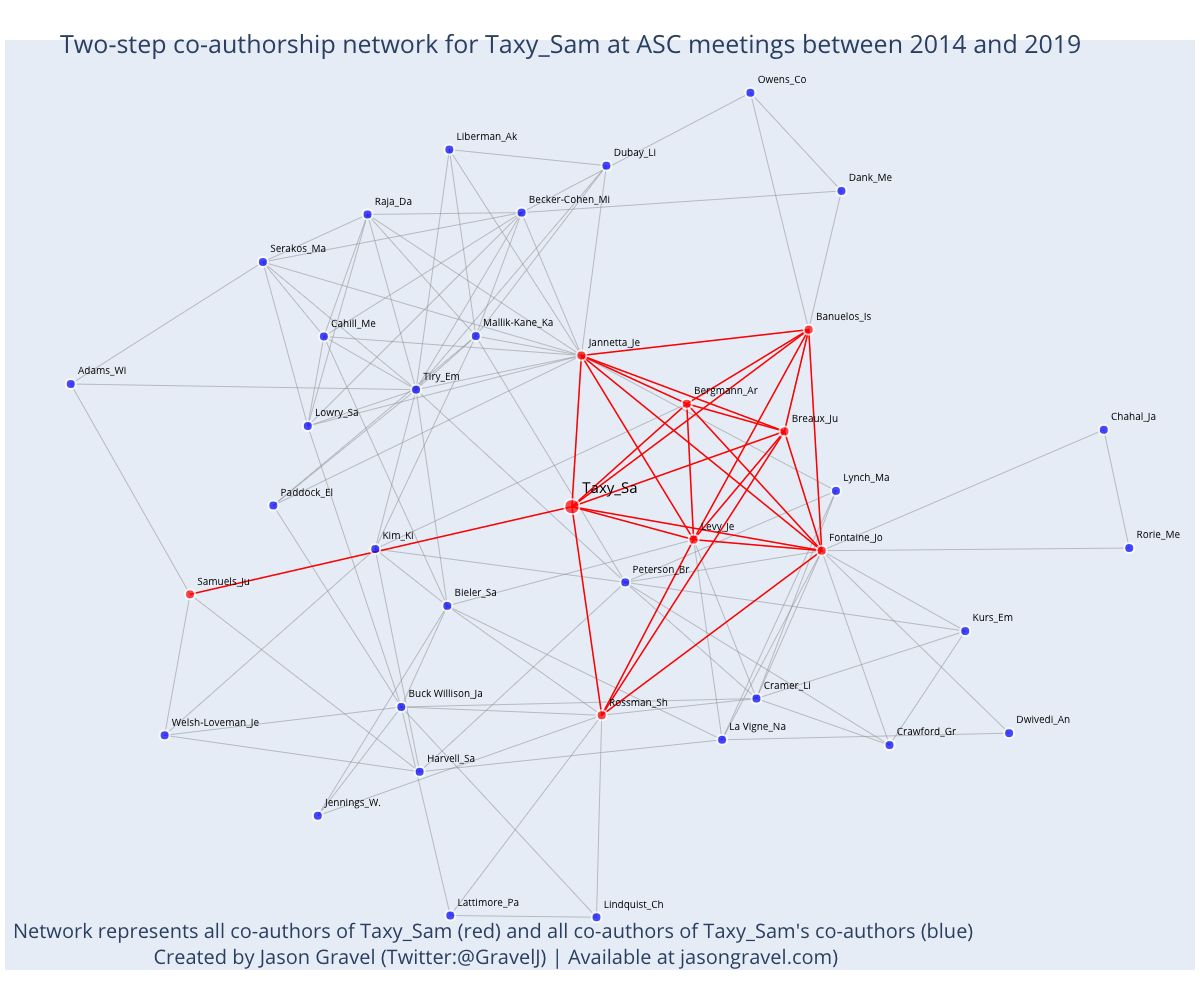 Two-step co-authorship network for Taxy_Sam at ASC meetings between 2014 and 2019
Owens_Co
Liberman_Ak
Dubay_Li
Dank_Me
Raja_Da
Becker-Cohen_Mi
Serakos_Ma
Banuelos_Is
Cahill_Me
Mallik-Kane_Ka
Jannetta_Je
Adams_Wi
Tiry_Em
Bergmann_Ar
Lowry_Sa
Breaux_Ju
Chahal_Ja
Lynch_Ma
Taxy_Sa
Paddock_El
Levy_Je
Kim_Ki
Fontaine_Jo
Rorie_Me
Samuels_Ju
Peterson_Br
Bieler_Sa
Kurs_Em
Cramer_Li
Buck Willison_Ja
Rossman_Sh
Welsh-Loveman_Je
La Vigne_Na
Dwivedi_An
Crawford_Gr
Harvell_Sa
Jennings_W.
Lattimore_Pa
Lindquist_Ch
Network represents all co-authors of Taxy_Sam (red) and all co-authors of Taxy_Sam's co-authors (blue)
Created by Jason Gravel (Twitter:@GravelJ) | Available at jasongravel.com)